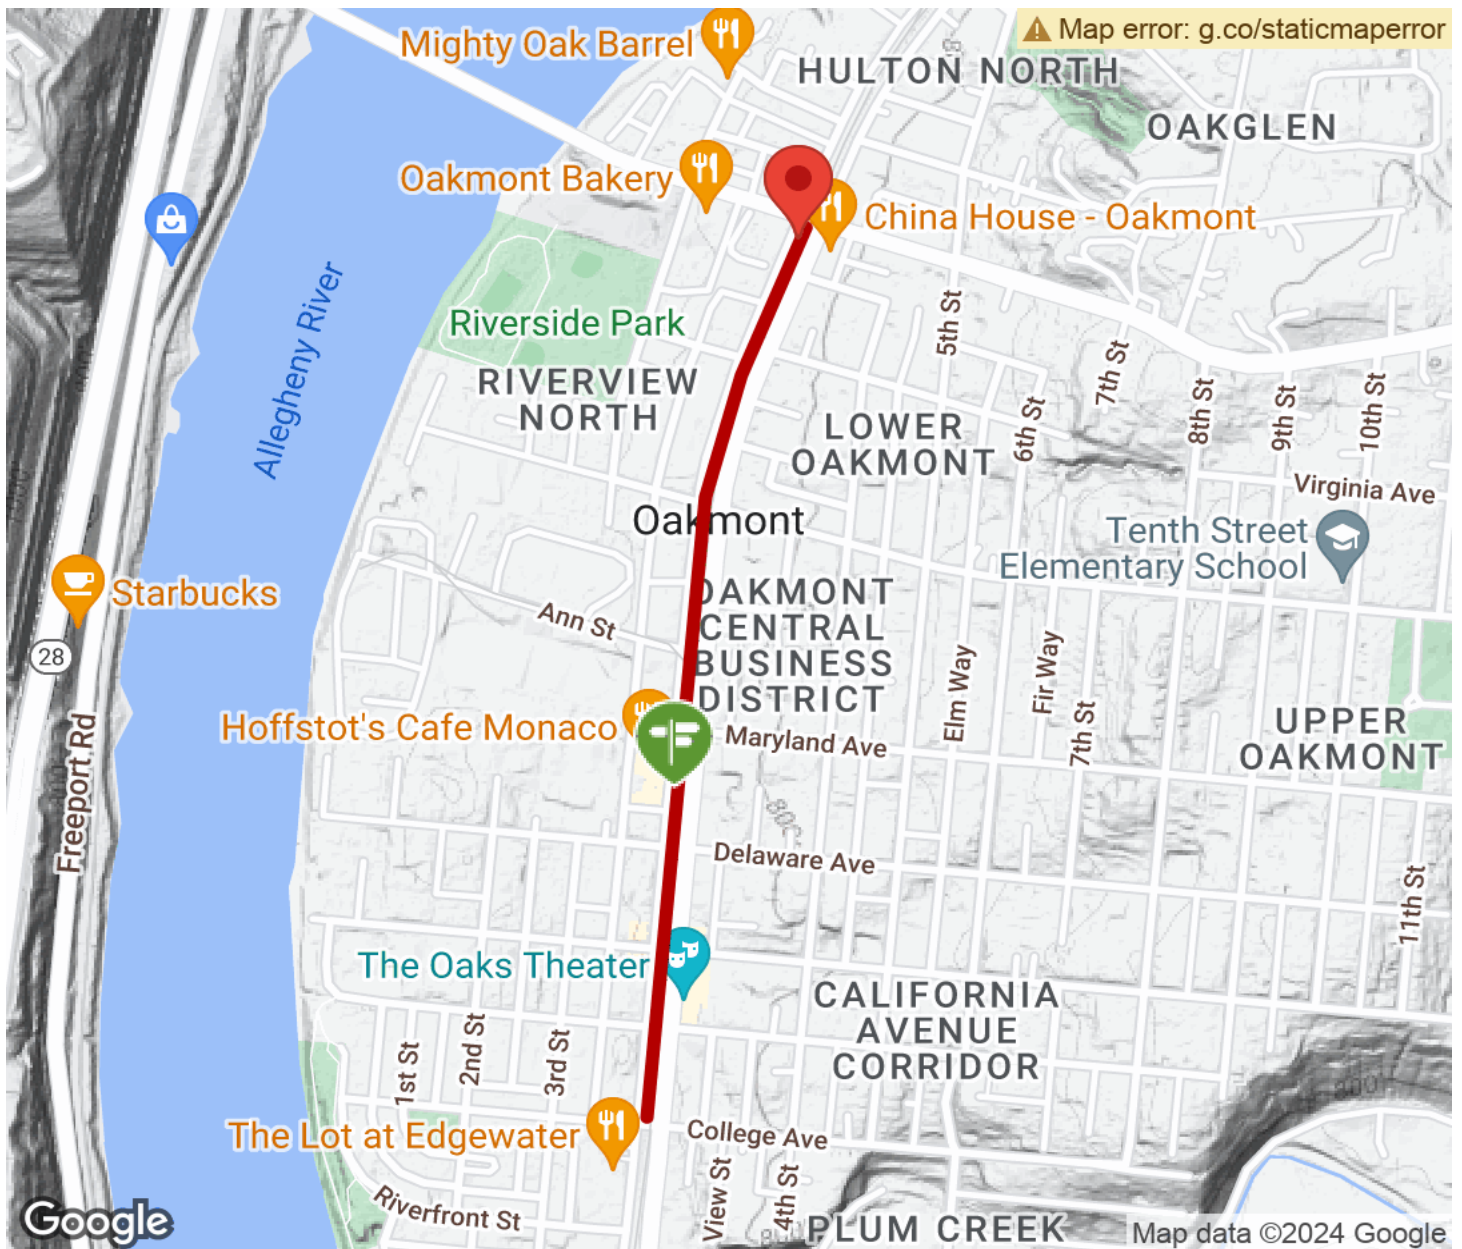 Map error: g.co/staticmaperror
Mighty Oak Barrel
HULTON NORTH
OAKGLEN
Oakmont Bakery
China House - Oakmont
Allegheny River
Riverside Park
5th St
RIVERVIEW
NORTH
7th St
8th St
9th St
10th St
6th St
LOWER
OAKMONT
Virginia Ave
Oakmont
Tenth Street
Elementary School
Starbucks
OAKMONT
CENTRAL
BUSINESS
DISTRICT
Ann St
28
Elm Way
Fir Way
7th St
Hoffstot's Cafe Monaco
Maryland Ave
UPPER
OAKMONT
Freeport Rd
800
Delaware Ave
11th St
The Oaks Theater
CALIFORNIA
AVENUE
CORRIDOR
1st St
2nd St
3rd St
The Lot at Edgewater
College Ave
View St
4th St
Riverfront St
PLUM CREEK
Google
Map data ©2024 Google